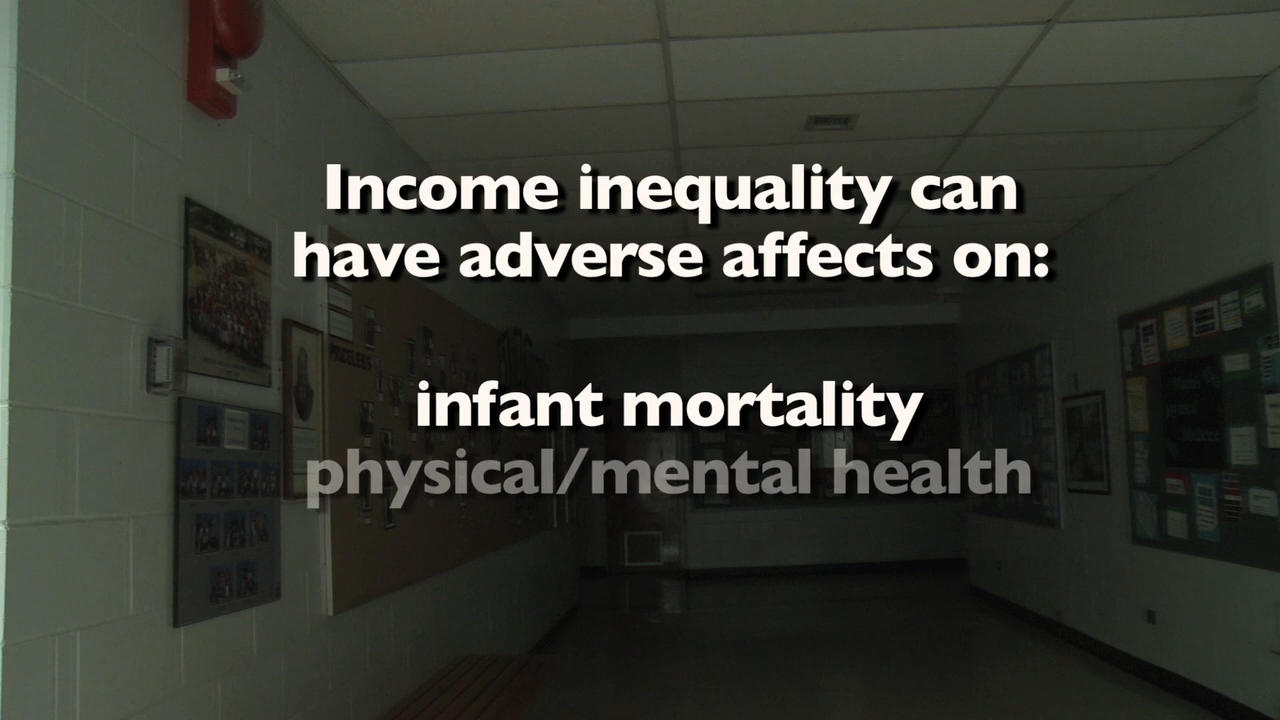 Income inequality can
have adverse affects on:
infant mortality
physical/mental health